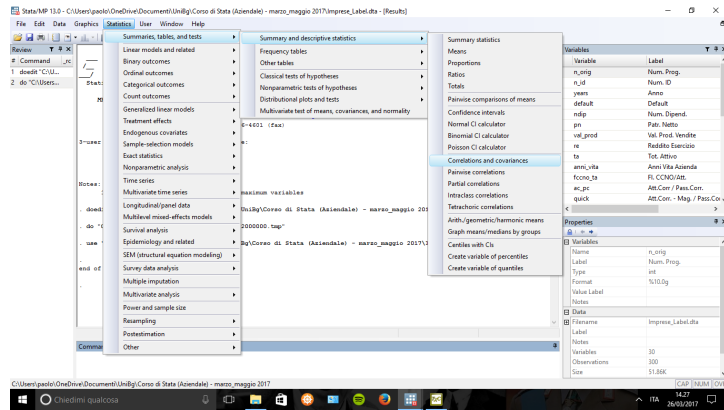 Stata/MP 13.0 - C:\Users\paolo\OneDrive\Documenti\UniBg\Corso di Stata (Aziendale) - marzo_maggio 2017\Imprese_Label.dta - [Results]
File Edit Data Graphics Statistics User Window Help
Review
# Command _rc
1 doedit "C:\U...
2 do "C:\Users...
Summaries, tables, and tests
Linear models and related
Binary outcomes
Ordinal outcomes
Categorical outcomes
Count outcomes
Generalized linear models
Treatment effects
Endogenous covariates
Sample-selection models
Exact statistics
Nonparametric analysis
Time series
Multivariate time series
Longitudinal/panel data
Multilevel mixed-effects models
Survival analysis
Epidemiology and related
SEM (structural equation modeling)
Survey data analysis
Multiple imputation
Multivariate analysis
Power and sample size
Resampling
Postestimation
Other
Summary and descriptive statistics
Frequency tables
Other tables
Classical tests of hypotheses
Nonparametric tests of hypotheses
Distributional plots and tests
Multivariate test of means, covariances, and normality
Summary statistics
Means
Proportions
Ratios
Totals
Pairwise comparisons of means
Confidence intervals
Normal CI calculator
Binomial CI calculator
Poisson CI calculator
Correlations and covariances
Pairwise correlations
Partial correlations
Intraclass correlations
Tetrachoric correlations
Arith./geometric/harmonic means
Graph means/medians by groups
Centiles with CIs
Create variable of percentiles
Create variable of quantiles
Stat
M
6-4601 (fax)
S-user e:
Notes:
maximum variables
. doed UniBg\Corso di Stata (Aziendale) - marzo_maggio 201
. do "C 2000000.tmp"
. use " Bg\Corso di Stata (Aziendale) - marzo_maggio 2017\I
.
end of
.
Comma
Variables
Variable Label
n_orig Num. Prog.
n_id Num. ID
years Anno
default Default
ndip Num. Dipend.
pn Patr. Netto
val_prod Val. Prod. Vendite
re Reddito Esercizio
ta Tot. Attivo
anni_vita Anni Vita Azienda
fccno_ta Fl. CCNO/Att.
ac_pc Att.Corr / Pass.Corr.
quick Att.Corr. - Mag. / Pass.Cor
Properties
Variables
Name n_orig
Label Num. Prog.
Type int
Format %10.0g
Value Label
Notes
Data
Filename Imprese_Label.dta
Label
Notes
Variables 30
Observations 300
Size 51.86K
C:\Users\paolo\OneDrive\Documenti\UniBg\Corso di Stata (Aziendale) - marzo_maggio 2017
CAP NUM OV
Chiedimi qualcosa
ITA
14.27
26/03/2017